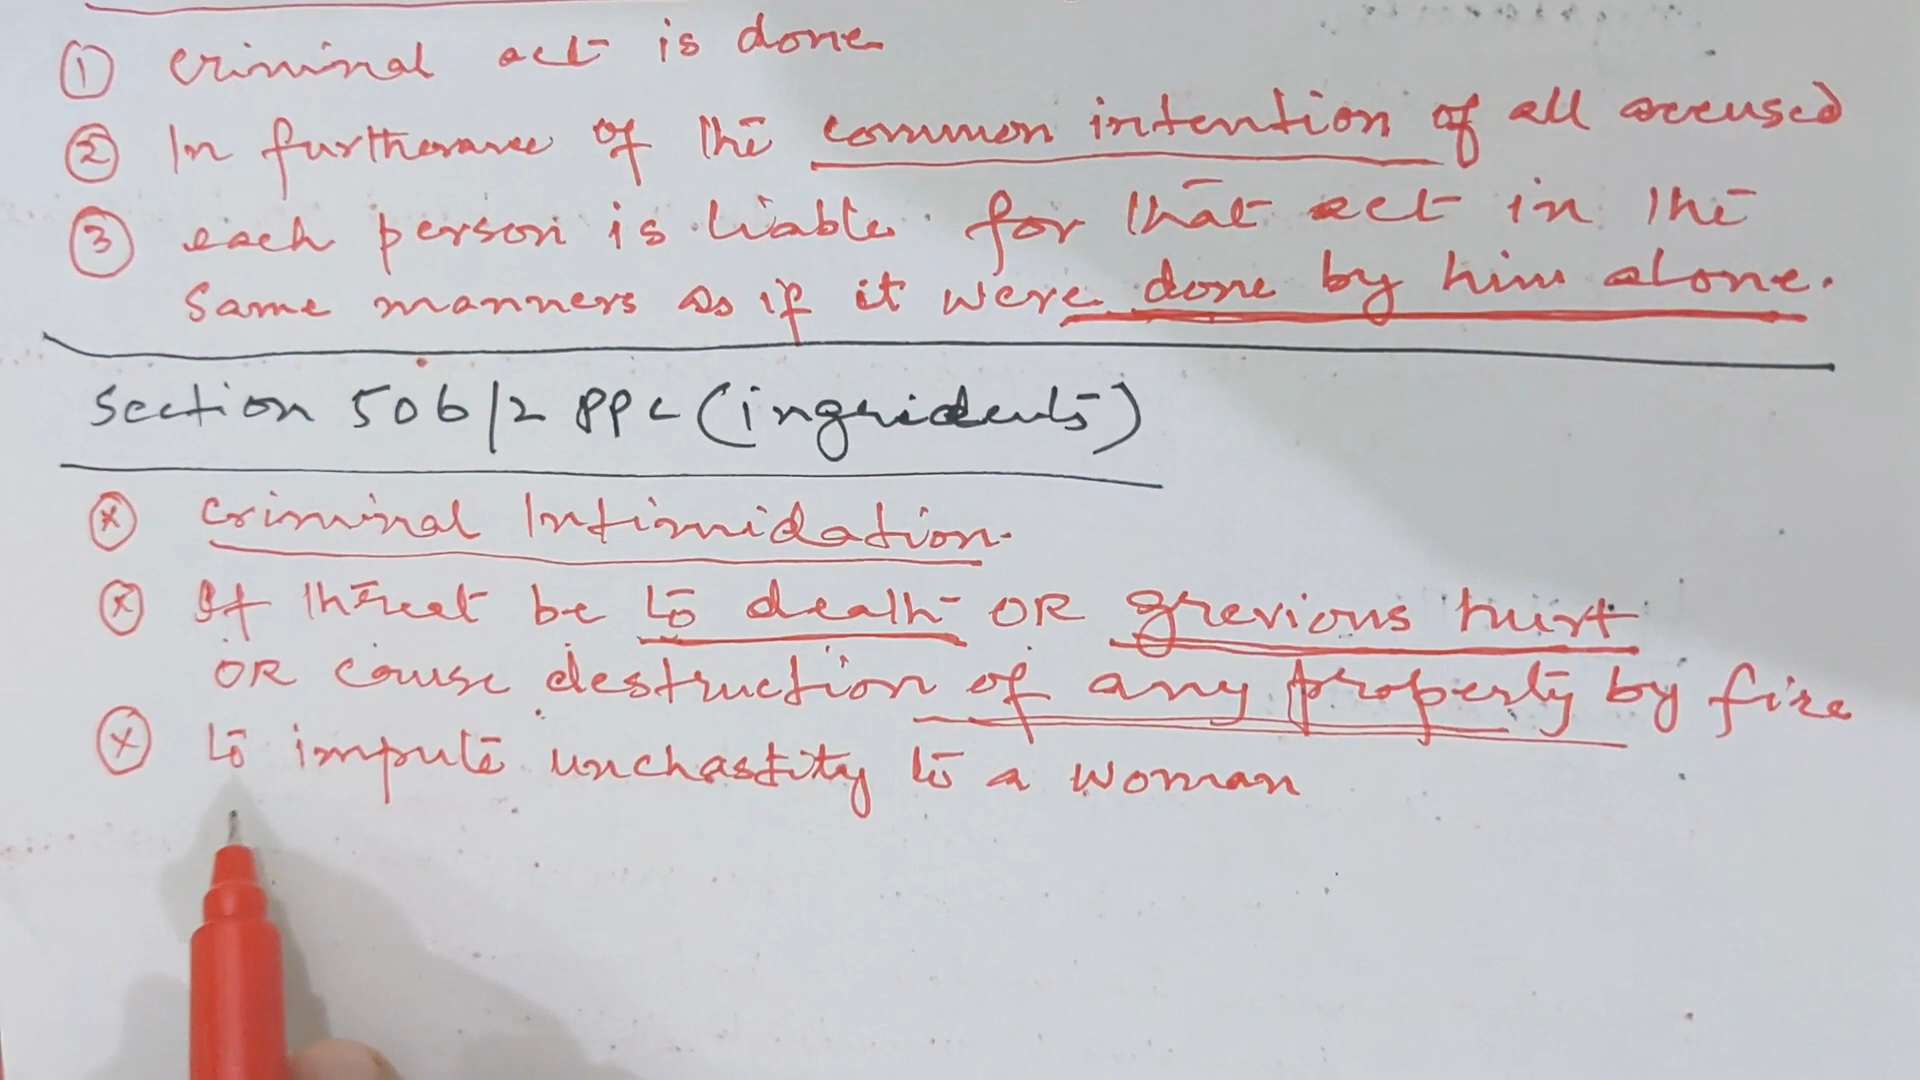 ① criminal act is done
② In furtherance of the common intention of all accused
③ each person is liable for that act in the
same manners as if it were done by him alone.
Section 506/2 PPC (ingridents)
criminal Intimidation.
If threat be to death OR grevious hurt
OR cause destruction of any property by fire
to impute unchastity to a woman